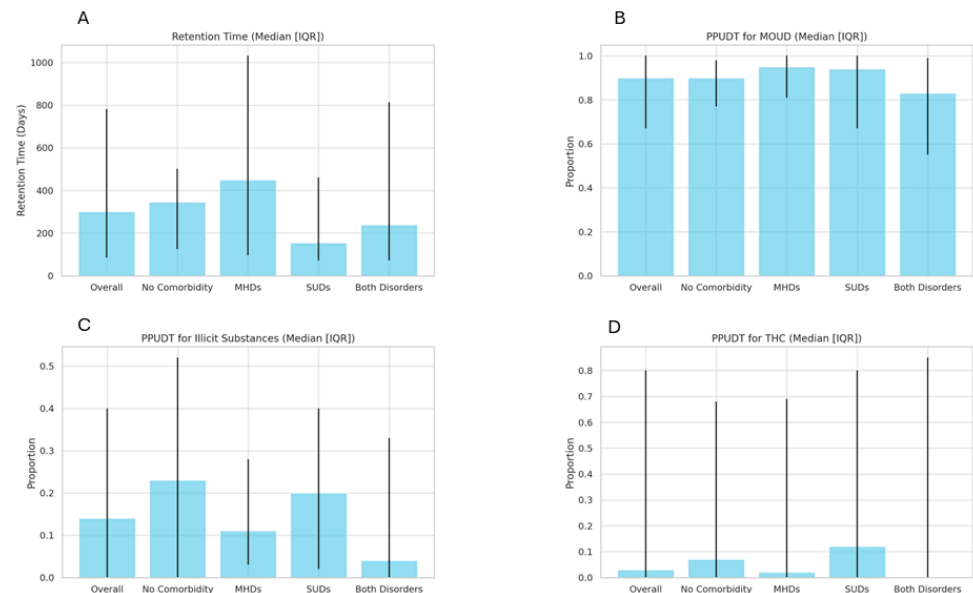 A
Retention Time (Median [IQR])
Retention Time (Days)
1000
800
600
400
200
0
Overall
No Comorbidity
MHDs
SUDs
Both Disorders
B
PPUDT for MOUD (Median [IQR])
Proportion
1.0
0.8
0.6
0.4
0.2
0.0
Overall
No Comorbidity
MHDs
SUDs
Both Disorders
C
PPUDT for Illicit Substances (Median [IQR])
Proportion
0.5
0.4
0.3
0.2
0.1
0.0
Overall
No Comorbidity
MHDs
SUDs
Both Disorders
D
PPUDT for THC (Median [IQR])
Proportion
0.8
0.7
0.6
0.5
0.4
0.3
0.2
0.1
0.0
Overall
No Comorbidity
MHDs
SUDs
Both Disorders